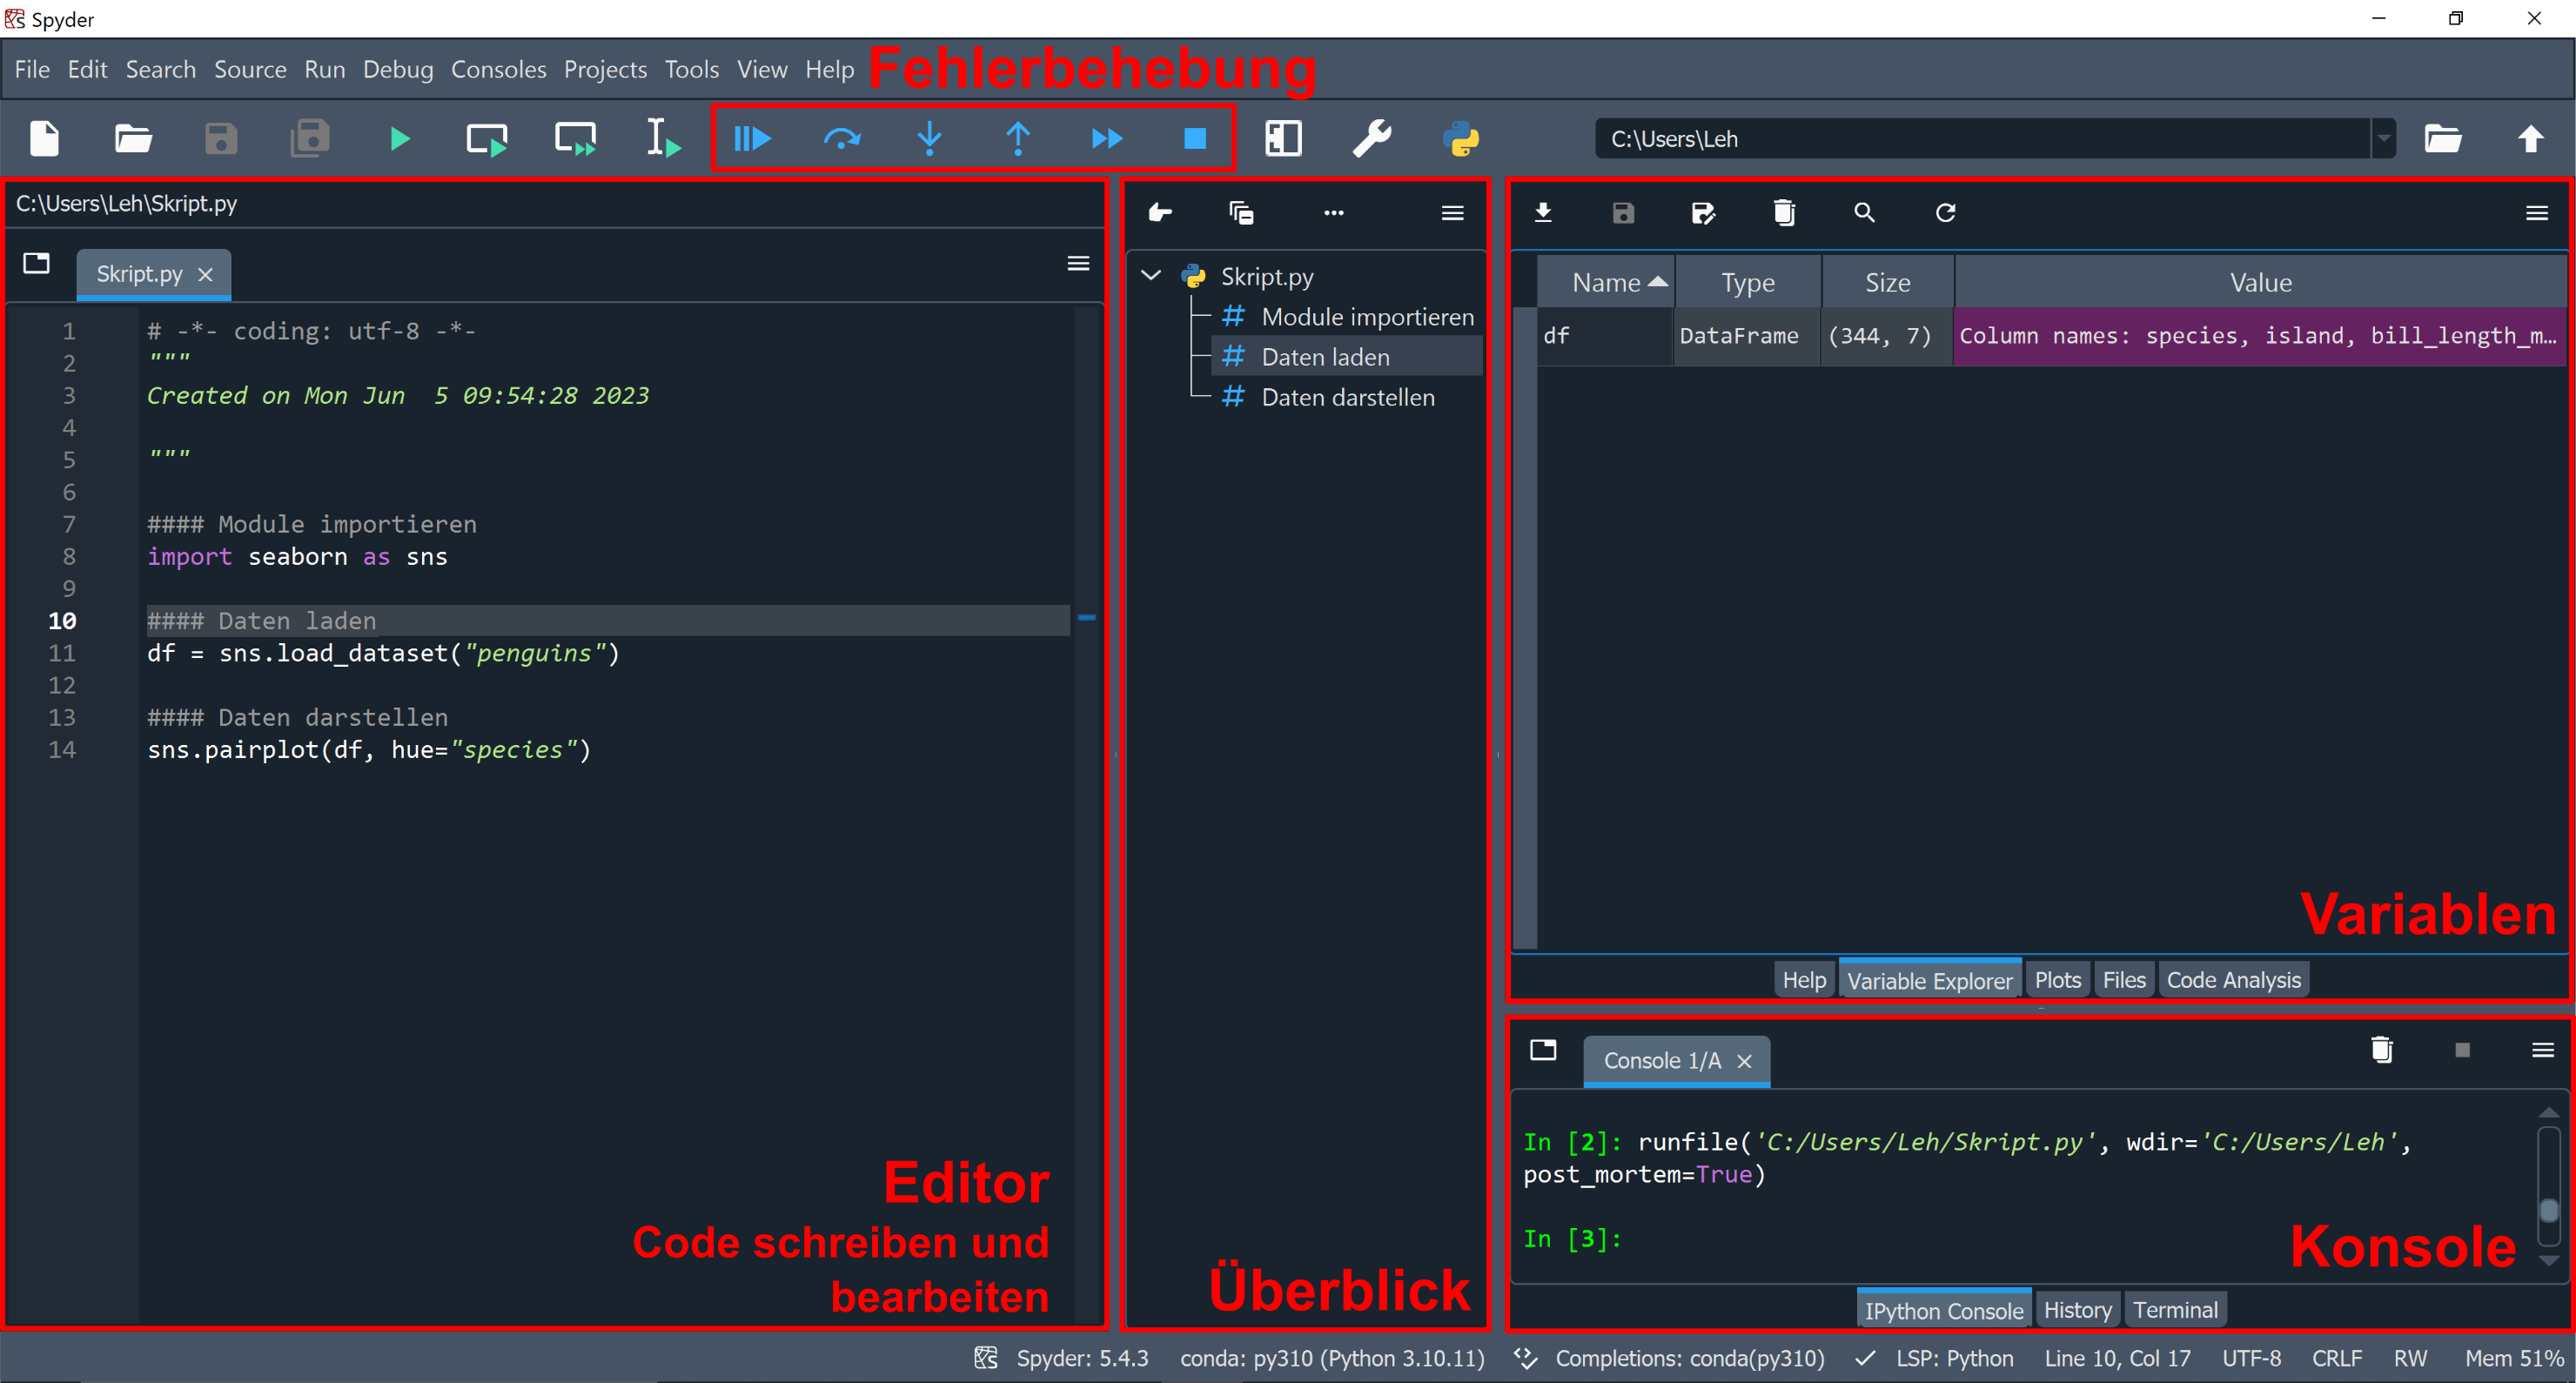 Spyder
File Edit Search Source Run Debug Consoles Projects Tools View Help
Fehlerbehebung
C:\Users\Leh
C:\Users\Leh\Skript.py
Skript.py
1 # -*- coding: utf-8 -*-
2 """
3 Created on Mon Jun  5 09:54:28 2023
4
5 """
6
7 #### Module importieren
8 import seaborn as sns
9
10 #### Daten laden
11 df = sns.load_dataset("penguins")
12
13 #### Daten darstellen
14 sns.pairplot(df, hue="species")
Editor
Code schreiben und
bearbeiten
Skript.py
# Module importieren
# Daten laden
# Daten darstellen
Überblick
Name Type Size Value
df DataFrame (344, 7) Column names: species, island, bill_length_m…
Variablen
Help Variable Explorer Plots Files Code Analysis
Console 1/A
In [2]: runfile('C:/Users/Leh/Skript.py', wdir='C:/Users/Leh',
post_mortem=True)
In [3]:
Konsole
IPython Console History Terminal
Spyder: 5.4.3 conda: py310 (Python 3.10.11) Completions: conda(py310) LSP: Python Line 10, Col 17 UTF-8 CRLF RW Mem 51%